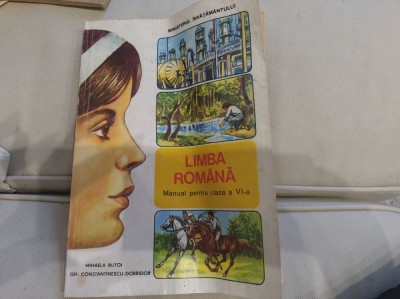 MINISTERUL ÎNVĂŢĂMÂNTULUI
LIMBA
ROMÂNĂ
Manual pentru clasa a VI-a
MIHAELA BUTOI
GH. CONSTANTINESCU-DOBRIDOR